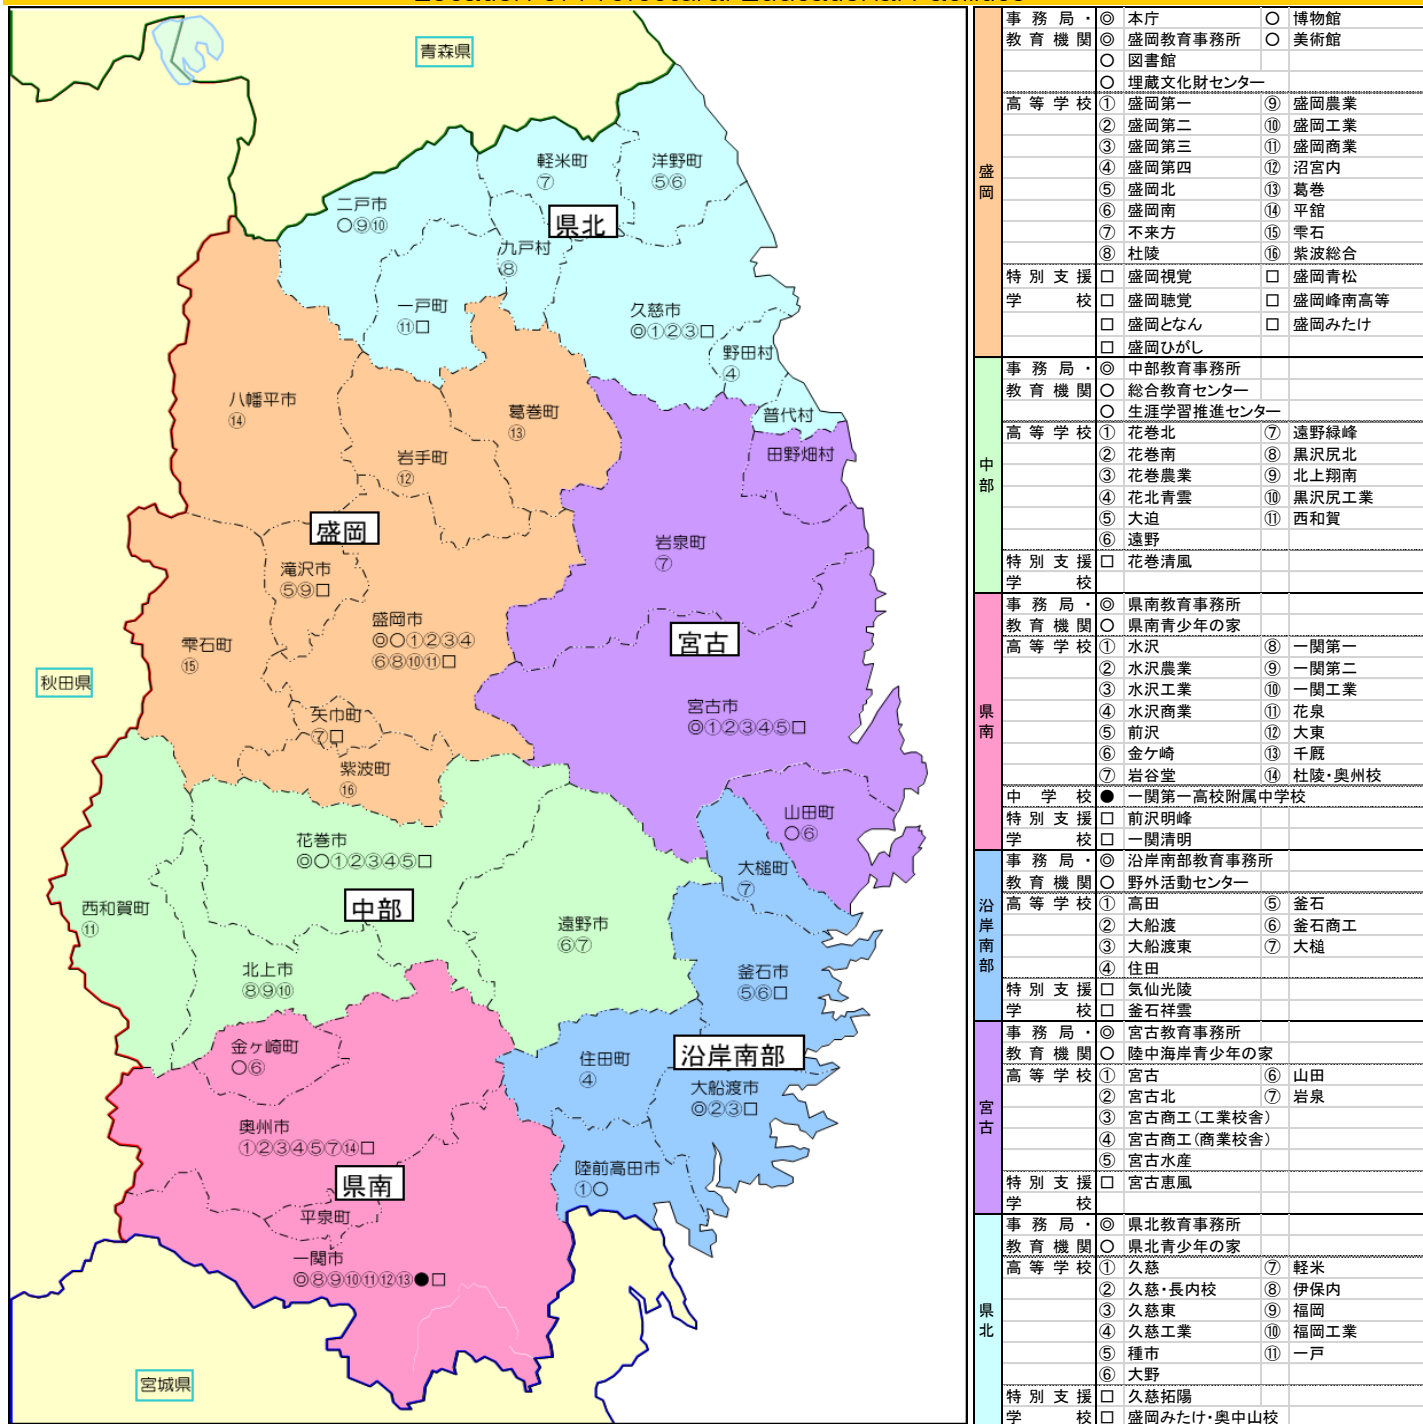 Location of Prefectural Educational Facilities
青森県
軽米町
⑦
洋野町
⑤⑥
二戸市
○⑨⑩
県北
九戸村
⑧
一戸町
⑪□
久慈市
◎①②③□
野田村
④
普代村
八幡平市
⑭
葛巻町
⑬
岩手町
⑫
田野畑村
盛岡
岩泉町
⑦
滝沢市
⑤⑨□
盛岡市
◎○①②③④
⑥⑧⑩⑪□
雫石町
⑮
宮古
秋田県
宮古市
◎①②③④⑤□
矢巾町
⑦□
紫波町
⑯
山田町
○⑥
花巻市
◎○①②③④⑤□
大槌町
⑦
中部
西和賀町
⑪
遠野市
⑥⑦
北上市
⑧⑨⑩
釜石市
⑤⑥□
金ヶ崎町
○⑥
住田町
④
沿岸南部
大船渡市
◎②③□
奥州市
①②③④⑤⑦⑭□
県南
陸前高田市
①○
平泉町
一関市
◎⑧⑨⑩⑪⑫⑬●□
宮城県
盛岡
事務局・ ◎ 本庁 ○ 博物館
教育機関 ◎ 盛岡教育事務所 ○ 美術館
○ 図書館
○ 埋蔵文化財センター
高等学校 ① 盛岡第一 ⑨ 盛岡農業
② 盛岡第二 ⑩ 盛岡工業
③ 盛岡第三 ⑪ 盛岡商業
④ 盛岡第四 ⑫ 沼宮内
⑤ 盛岡北 ⑬ 葛巻
⑥ 盛岡南 ⑭ 平舘
⑦ 不来方 ⑮ 雫石
⑧ 杜陵 ⑯ 紫波総合
特別支援 □ 盛岡視覚 □ 盛岡青松
学校 □ 盛岡聴覚 □ 盛岡峰南高等
□ 盛岡となん □ 盛岡みたけ
□ 盛岡ひがし
中部
事務局・ ◎ 中部教育事務所
教育機関 ○ 総合教育センター
○ 生涯学習推進センター
高等学校 ① 花巻北 ⑦ 遠野緑峰
② 花巻南 ⑧ 黒沢尻北
③ 花巻農業 ⑨ 北上翔南
④ 花北青雲 ⑩ 黒沢尻工業
⑤ 大迫 ⑪ 西和賀
⑥ 遠野
特別支援 □ 花巻清風
学校
県南
事務局・ ◎ 県南教育事務所
教育機関 ○ 県南青少年の家
高等学校 ① 水沢 ⑧ 一関第一
② 水沢農業 ⑨ 一関第二
③ 水沢工業 ⑩ 一関工業
④ 水沢商業 ⑪ 花泉
⑤ 前沢 ⑫ 大東
⑥ 金ケ崎 ⑬ 千厩
⑦ 岩谷堂 ⑭ 杜陵・奥州校
中学校 ● 一関第一高校附属中学校
特別支援 □ 前沢明峰
学校 □ 一関清明
沿岸南部
事務局・ ◎ 沿岸南部教育事務所
教育機関 ○ 野外活動センター
高等学校 ① 高田 ⑤ 釜石
② 大船渡 ⑥ 釜石商工
③ 大船渡東 ⑦ 大槌
④ 住田
特別支援 □ 気仙光陵
学校 □ 釜石祥雲
宮古
事務局・ ◎ 宮古教育事務所
教育機関 ○ 陸中海岸青少年の家
高等学校 ① 宮古 ⑥ 山田
② 宮古北 ⑦ 岩泉
③ 宮古商工（工業校舎）
④ 宮古商工（商業校舎）
⑤ 宮古水産
特別支援 □ 宮古恵風
学校
県北
事務局・ ◎ 県北教育事務所
教育機関 ○ 県北青少年の家
高等学校 ① 久慈 ⑦ 軽米
② 久慈・長内校 ⑧ 伊保内
③ 久慈東 ⑨ 福岡
④ 久慈工業 ⑩ 福岡工業
⑤ 種市 ⑪ 一戸
⑥ 大野
特別支援 □ 久慈拓陽
学校 □ 盛岡みたけ・奥中山校